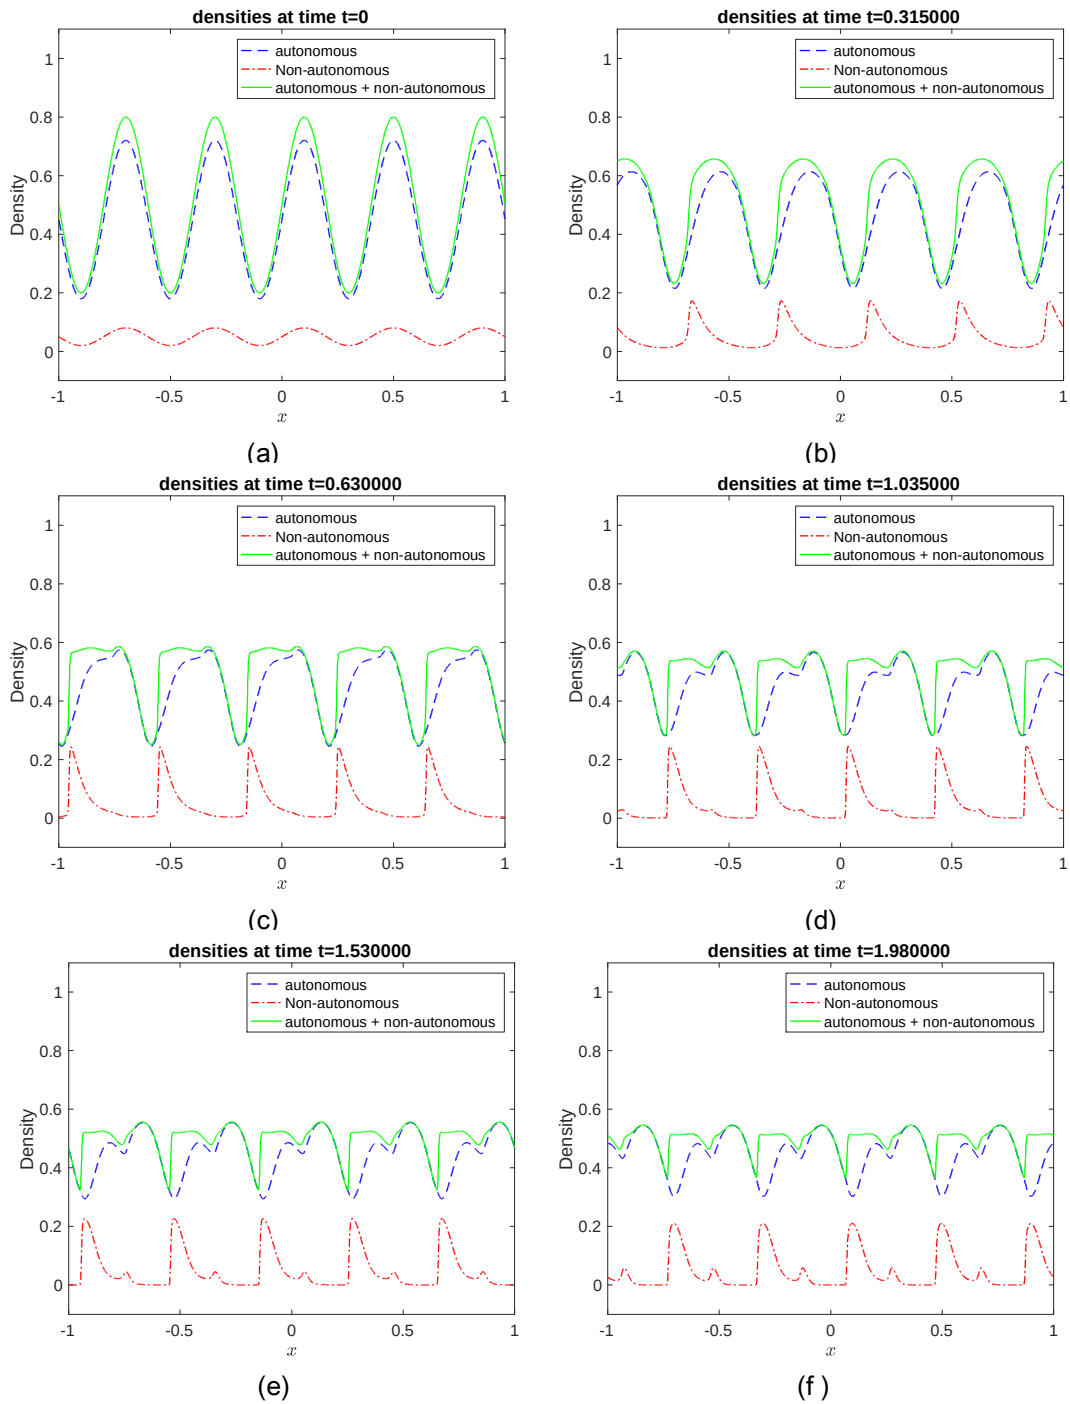 densities at time t=0
autonomous
Non-autonomous
autonomous + non-autonomous
1
0.8
0.6
0.4
0.2
0
Density
-1 -0.5 0 0.5 1
x
(a)
densities at time t=0.315000
autonomous
Non-autonomous
autonomous + non-autonomous
1
0.8
0.6
0.4
0.2
0
Density
-1 -0.5 0 0.5 1
x
(b)
densities at time t=0.630000
autonomous
Non-autonomous
autonomous + non-autonomous
1
0.8
0.6
0.4
0.2
0
Density
-1 -0.5 0 0.5 1
x
(c)
densities at time t=1.035000
autonomous
Non-autonomous
autonomous + non-autonomous
1
0.8
0.6
0.4
0.2
0
Density
-1 -0.5 0 0.5 1
x
(d)
densities at time t=1.530000
autonomous
Non-autonomous
autonomous + non-autonomous
1
0.8
0.6
0.4
0.2
0
Density
-1 -0.5 0 0.5 1
x
(e)
densities at time t=1.980000
autonomous
Non-autonomous
autonomous + non-autonomous
1
0.8
0.6
0.4
0.2
0
Density
-1 -0.5 0 0.5 1
x
(f )